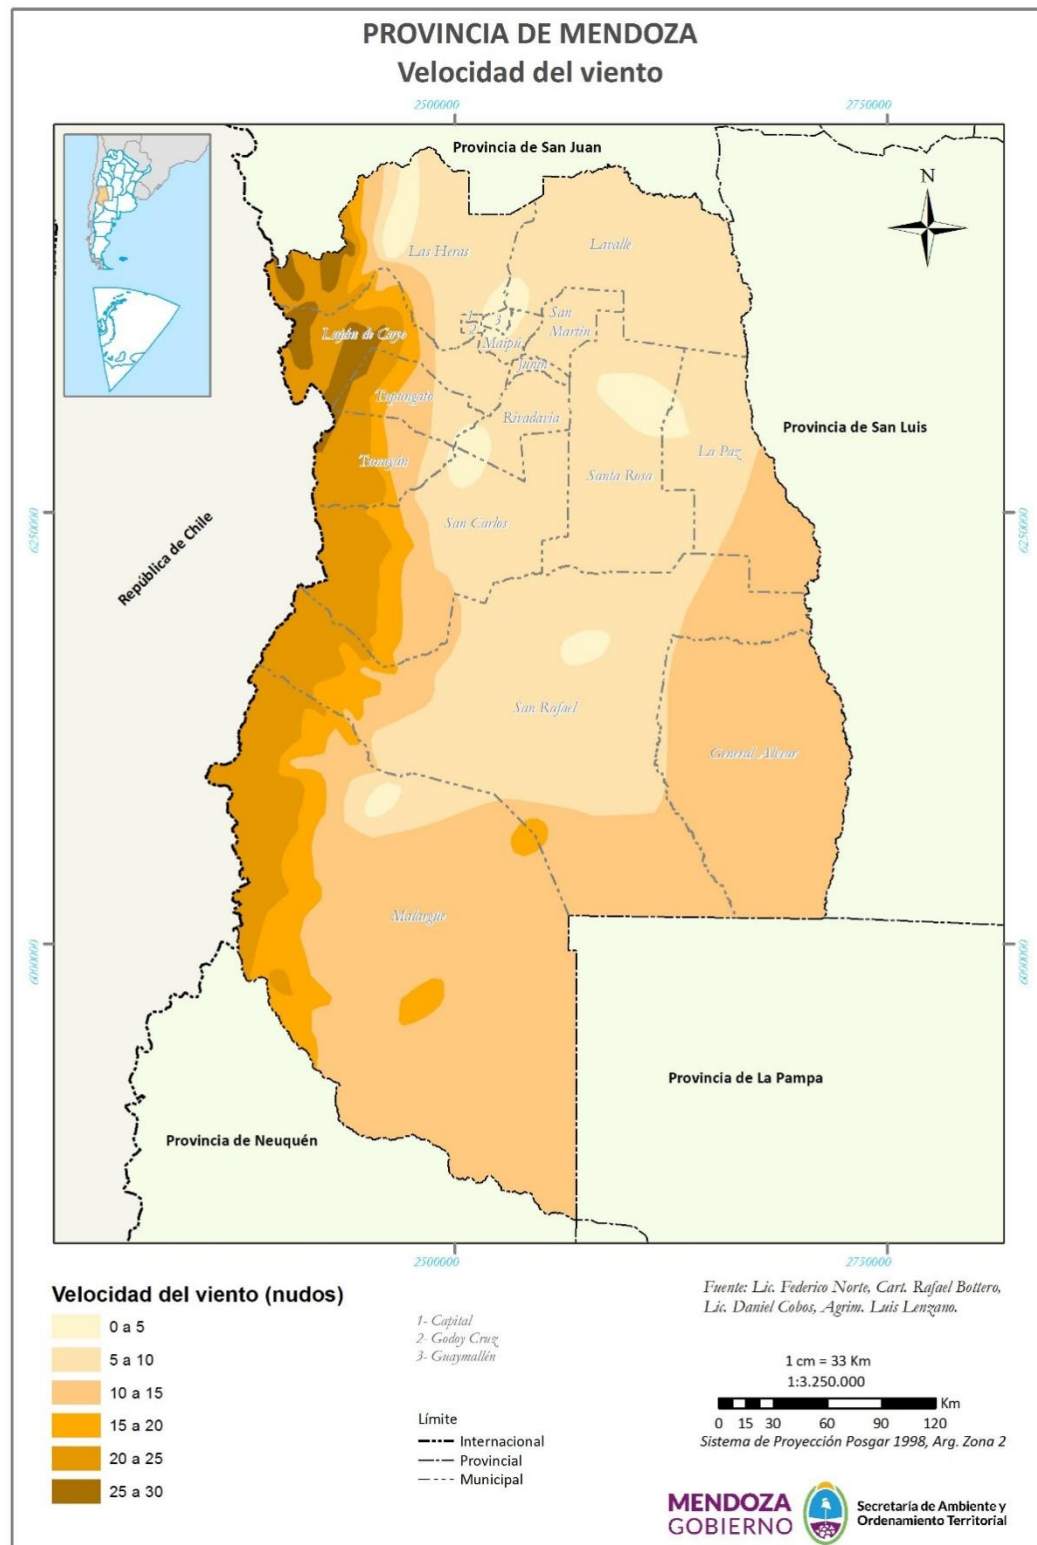 PROVINCIA DE MENDOZA
Velocidad del viento
2500000
2750000
Provincia de San Juan
N
Las Heras
Lavalle
1
2
3
San
Martín
Luján de Cuyo
Maipú
Junín
Tupungato
Rivadavia
Provincia de San Luis
Tunuyán
La Paz
Santa Rosa
San Carlos
6250000
6250000
República de Chile
San Rafael
General Alvear
Malargüe
6000000
6000000
Provincia de La Pampa
Provincia de Neuquén
2500000
2750000
Velocidad del viento (nudos)
0 a 5
5 a 10
10 a 15
15 a 20
20 a 25
25 a 30
1- Capital
2- Godoy Cruz
3- Guaymallén
Límite
Internacional
Provincial
Municipal
Fuente: Lic. Federico Norte, Cart. Rafael Bottero,
Lic. Daniel Cobos, Agrim. Luis Lenzano.
1 cm = 33 Km
1:3.250.000
Km
0 15 30 60 90 120
Sistema de Proyección Posgar 1998, Arg. Zona 2
MENDOZA
GOBIERNO
Secretaría de Ambiente y
Ordenamiento Territorial